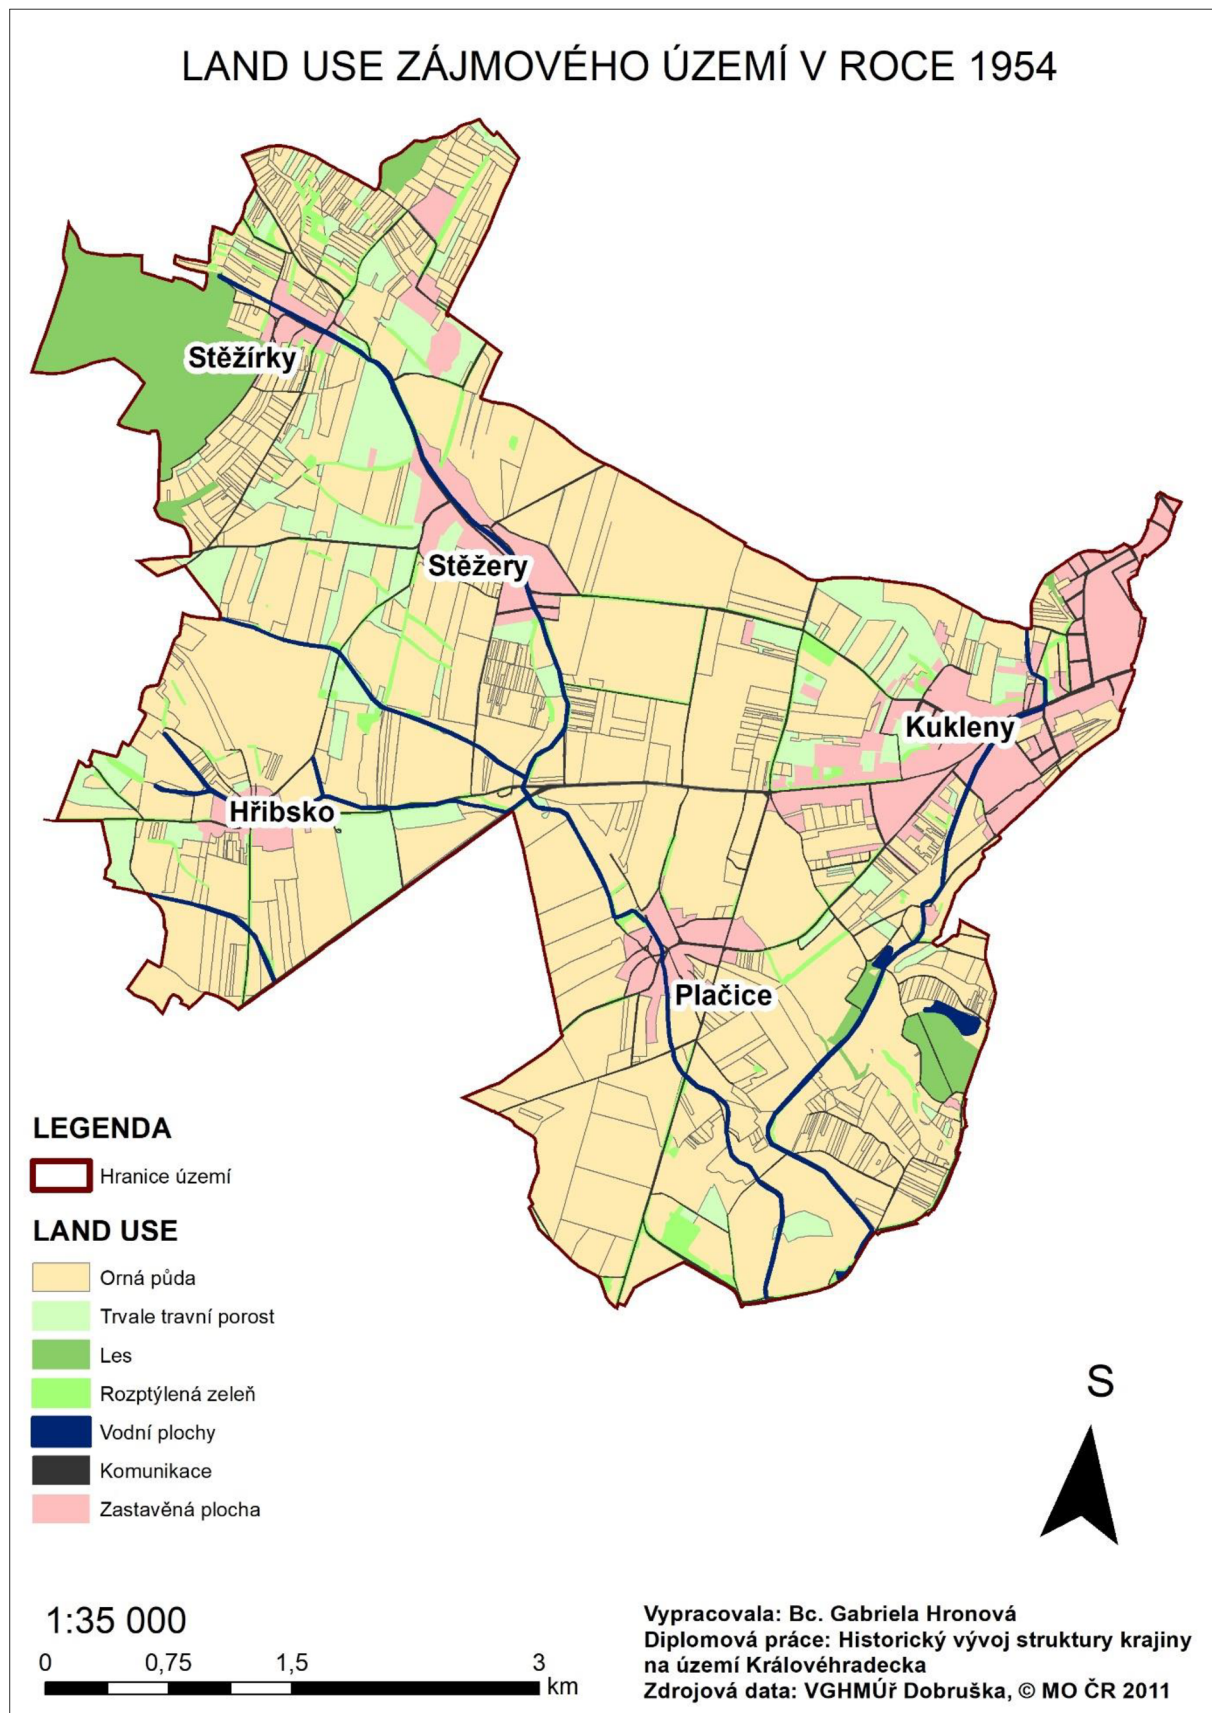 LAND USE ZÁJMOVÉHO ÚZEMÍ V ROCE 1954
Stěžírky
Stěžery
Kukleny
Hřibsko
Plačice
LEGENDA
Hranice území
LAND USE
Orná půda
Trvale travní porost
Les
Rozptýlená zeleň
Vodní plochy
Komunikace
Zastavěná plocha
S
1:35 000
0 0,75 1,5 3
km
Vypracovala: Bc. Gabriela Hronová
Diplomová práce: Historický vývoj struktury krajiny
na území Královéhradecka
Zdrojová data: VGHMÚř Dobruška, © MO ČR 2011